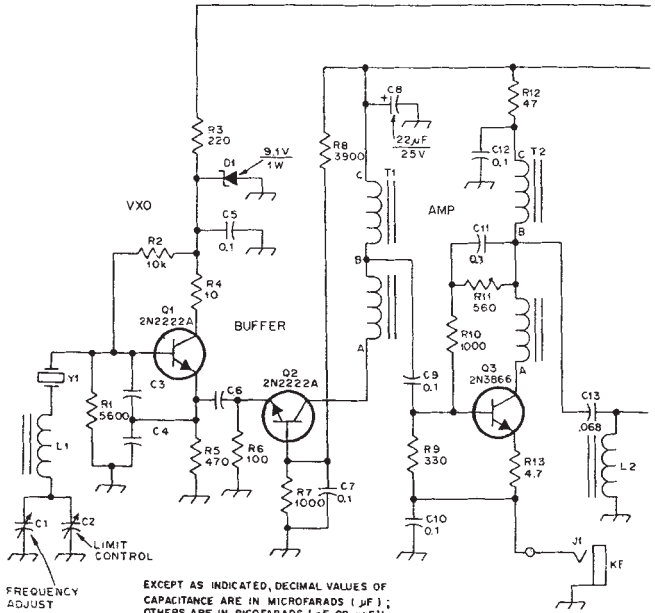 R3
220
D1
9.1V
1W
VXO
C5
0.1
R2
10k
R4
10
Q1
2N2222A
BUFFER
Y1
L1
R1
5600
C3
C4
C6
R5
470
R6
100
Q2
2N2222A
R7
1000
C7
0.1
R8
3900
C8
+
22µF
25V
C
T1
B
A
AMP
R12
47
C12
0.1
C
T2
B
C11
R11
560
R10
1000
A
Q3
2N3866
C9
0.1
R9
330
C10
0.1
R13
4.7
C13
.068
L2
J1
C1
C2
LIMIT
CONTROL
FREQUENCY
ADJUST
EXCEPT AS INDICATED, DECIMAL VALUES OF
CAPACITANCE ARE IN MICROFARADS ( µF ) ;
OTHERS ARE IN PICOFARADS